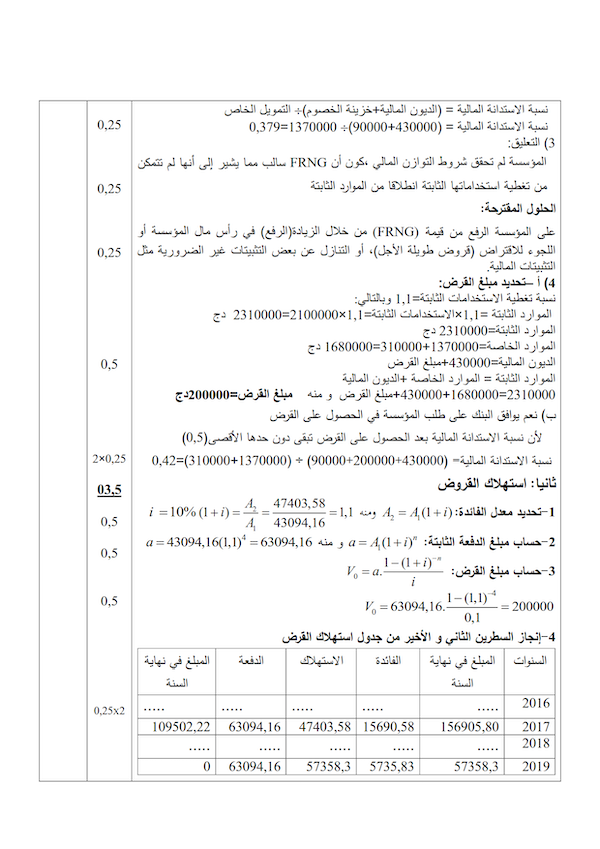 نسبة الاستدانة المالية = (الديون المالية+خزينة الخصوم)÷ التمويل الخاص
0,25
نسبة الاستدانة المالية = (430000+90000)÷ 1370000=0,379
3) التعليق:
المؤسسة لم تحقق شروط التوازن المالي ،كون أن FRNG سالب مما يشير إلى أنها لم تتمكن
0,25
من تغطية استخداماتها الثابتة انطلاقا من الموارد الثابتة
الحلول المقترحة:
على المؤسسة الرفع من قيمة (FRNG) من خلال الزيادة(الرفع) في رأس مال المؤسسة أو
0,25
اللجوء للاقتراض (قروض طويلة الأجل)، أو التنازل عن بعض التثبيتات غير الضرورية مثل
التثبيتات المالية.
4) أ –تحديد مبلغ القرض:
نسبة تغطية الاستخدامات الثابتة=1,1 وبالتالي:
الموارد الثابتة =1,1×الاستخدامات الثابتة=1,1×2100000=2310000 دج
الموارد الثابتة=2310000 دج
الموارد الخاصة=1370000+310000=1680000 دج
0,5
الديون المالية=430000+مبلغ القرض
الموارد الثابتة = الموارد الخاصة +الديون المالية
2310000=1680000+430000+مبلغ القرض و منه مبلغ القرض=200000دج
ب) نعم يوافق البنك على طلب المؤسسة في الحصول على القرض
لأن نسبة الاستدانة المالية بعد الحصول على القرض تبقى دون حدها الأقصى(0,5)
2×0,25
نسبة الاستدانة المالية= (430000+200000+90000) ÷ (1370000+310000)=0,42
ثانيا: استهلاك القروض
03,5
1-تحديد معدل الفائدة: A₂ = A₁(1+i) ومنه i = 10% (1+i) = A₂/A₁ = 47403,58/43094,16 = 1,1
0,5
2-حساب مبلغ الدفعة الثابتة: a = A₁(1+i)ⁿ و منه a = 43094,16(1,1)⁴ = 63094,16
0,5
3-حساب مبلغ القرض: V₀ = a.(1-(1+i)⁻ⁿ)/i
0,5
V₀ = 63094,16.(1-(1,1)⁻⁴)/0,1 = 200000
4-إنجاز السطرين الثاني و الأخير من جدول استهلاك القرض
السنوات المبلغ في نهاية السنة الفائدة الاستهلاك الدفعة المبلغ في نهاية السنة
0,25x2
2016 ..... ..... ..... ..... .....
2017 156905,80 15690,58 47403,58 63094,16 109502,22
2018 ..... ..... ..... ..... .....
2019 57358,3 5735,83 57358,3 63094,16 0